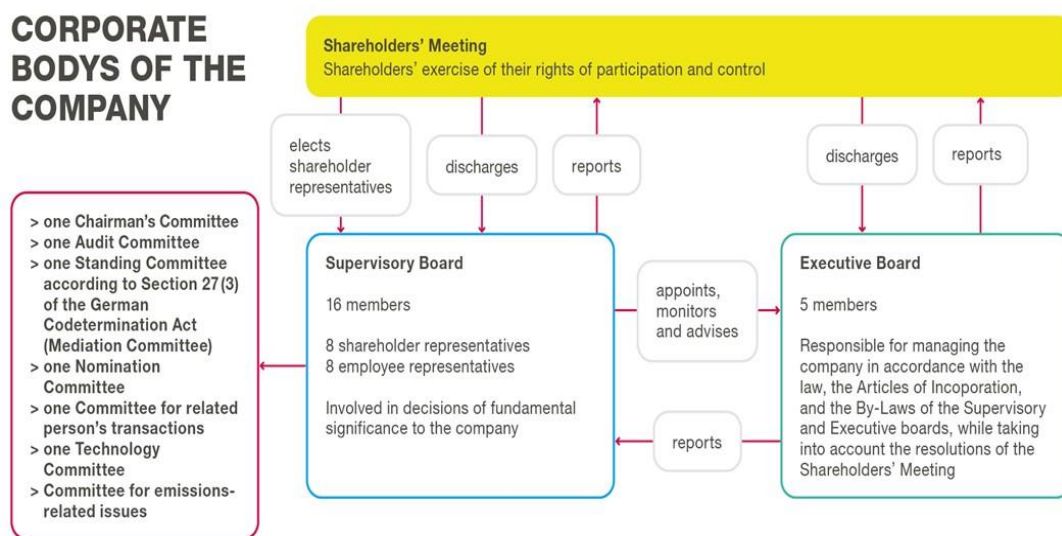 CORPORATE
BODYS OF THE
COMPANY
Shareholders' Meeting
Shareholders' exercise of their rights of participation and control
elects
shareholder
representatives
discharges
reports
discharges
reports
> one Chairman's Committee
> one Audit Committee
> one Standing Committee
according to Section 27(3)
of the German
Codetermination Act
(Mediation Committee)
> one Nomination
Committee
> one Committee for related
person's transactions
> one Technology
Committee
> Committee for emissions-
related issues
Supervisory Board
16 members
8 shareholder representatives
8 employee representatives
Involved in decisions of fundamental
significance to the company
appoints,
monitors
and advises
reports
Executive Board
5 members
Responsible for managing the
company in accordance with the
law, the Articles of Incoporation,
and the By-Laws of the Supervisory
and Executive boards, while taking
into account the resolutions of the
Shareholders' Meeting